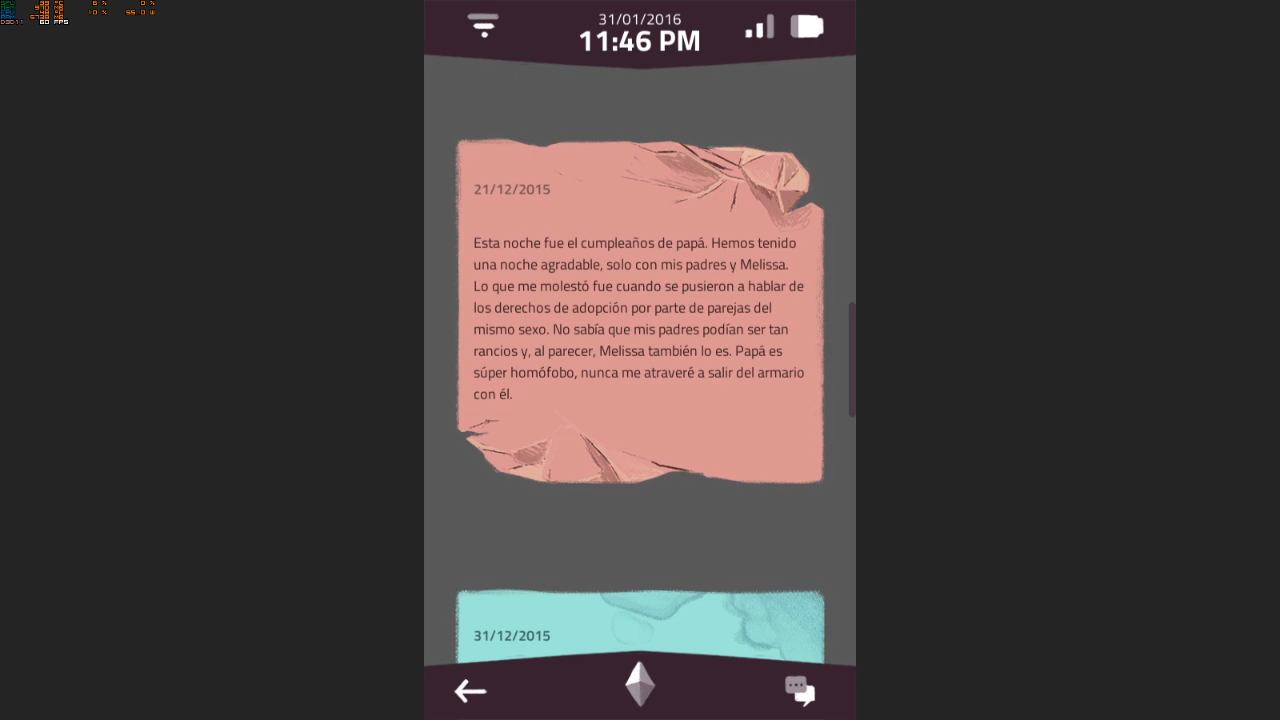 31/01/2016
11:46 PM
21/12/2015
Esta noche fue el cumpleaños de papá. Hemos tenido
una noche agradable, solo con mis padres y Melissa.
Lo que me molestó fue cuando se pusieron a hablar de
los derechos de adopción por parte de parejas del
mismo sexo. No sabía que mis padres podían ser tan
rancios y, al parecer, Melissa también lo es. Papá es
súper homófobo, nunca me atraveré a salir del armario
con él.
31/12/2015